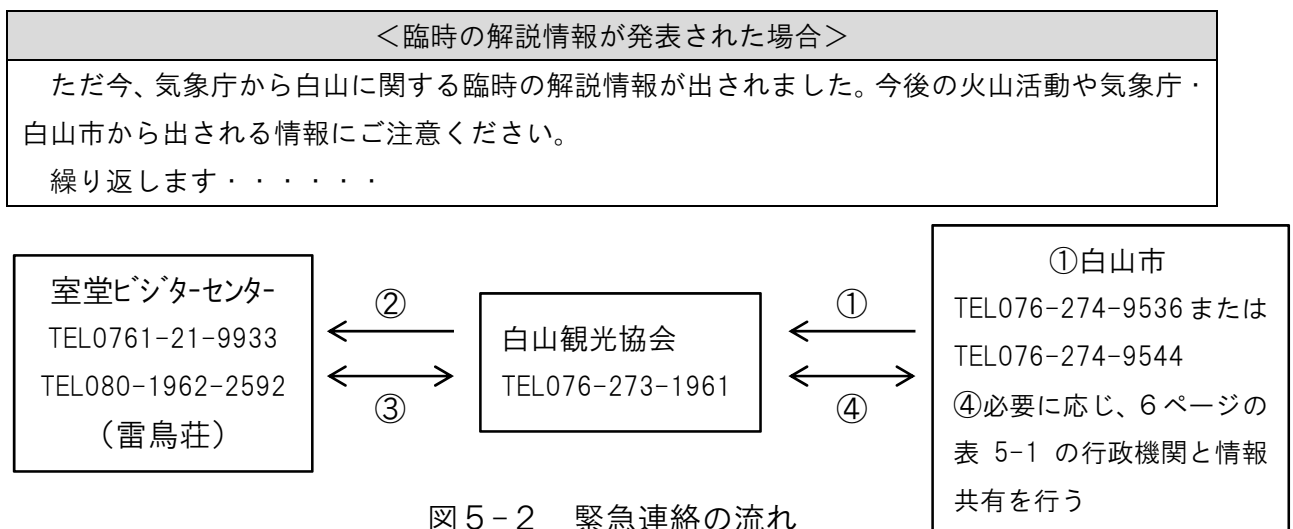 ＜臨時の解説情報が発表された場合＞
ただ今、気象庁から白山に関する臨時の解説情報が出されました。今後の火山活動や気象庁・
白山市から出される情報にご注意ください。
繰り返します・・・・・・
室堂ﾋﾞｼﾞﾀｰｾﾝﾀｰ
TEL0761-21-9933
TEL080-1962-2592
（雷鳥荘）
②
③
白山観光協会
TEL076-273-1961
①
④
①白山市
TEL076-274-9536または
TEL076-274-9544
④必要に応じ、６ページの
表 5-1 の行政機関と情報
共有を行う
図５-２　緊急連絡の流れ